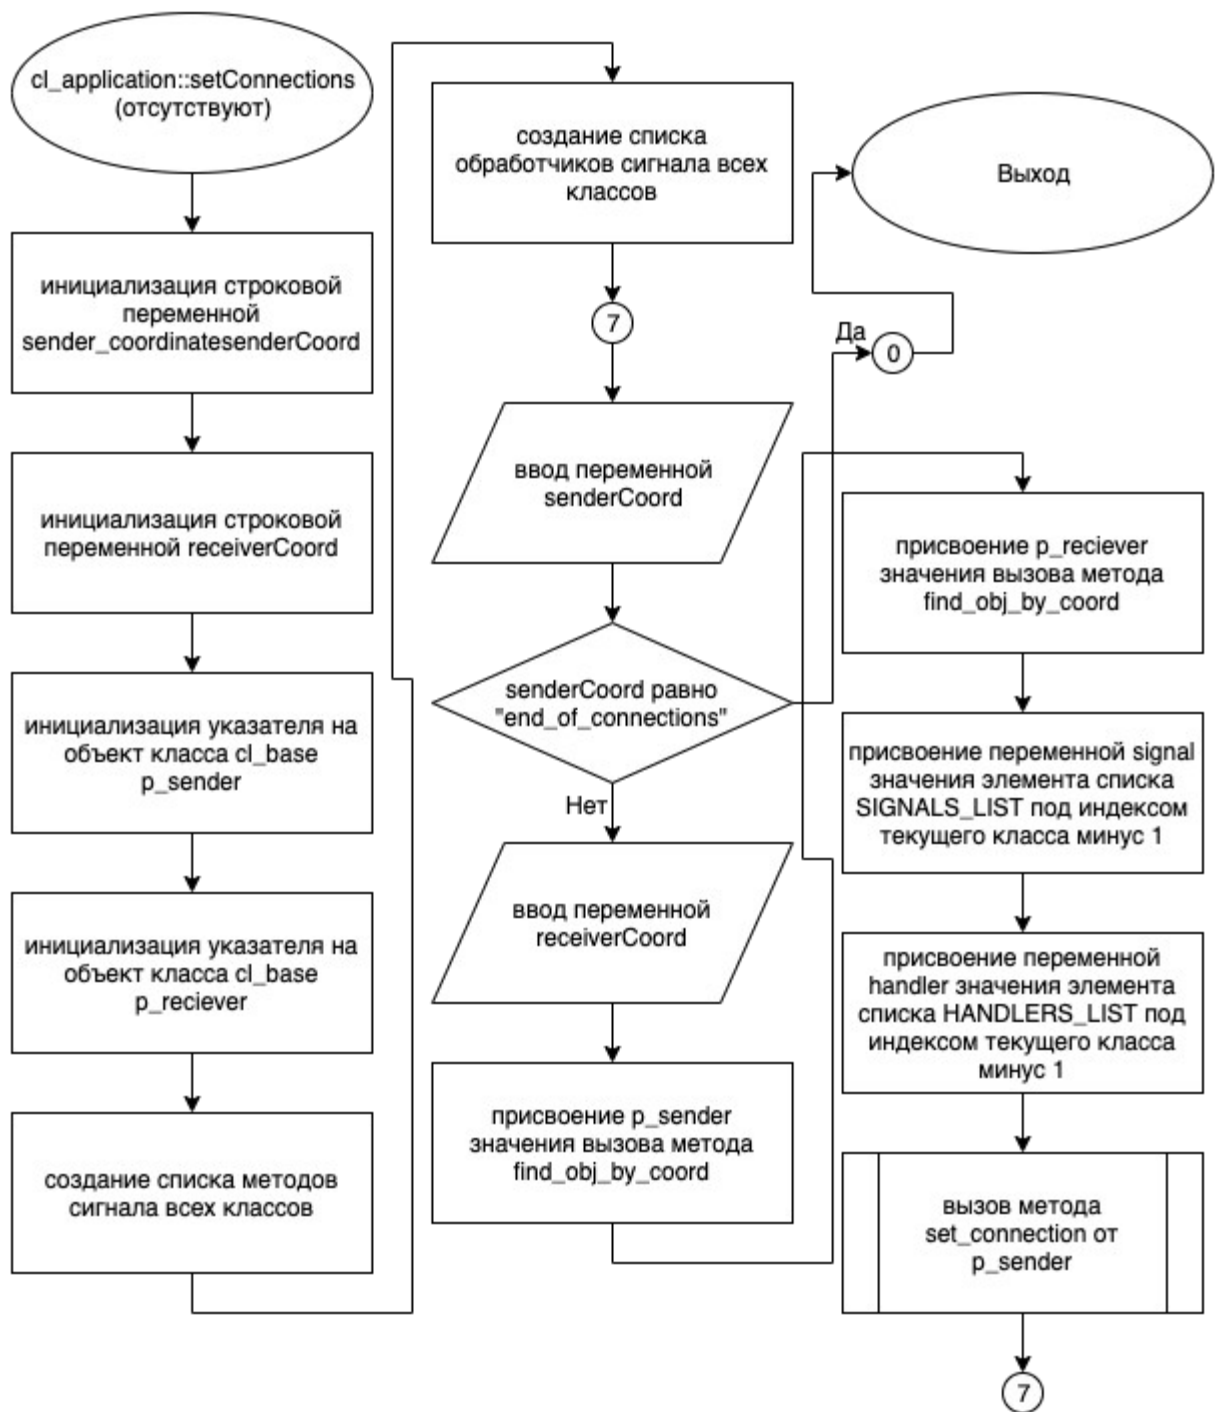 cl_application::setConnections
(отсутствуют)
инициализация строковой
переменной
sender_coordinatesenderCoord
инициализация строковой
переменной receiverCoord
инициализация указателя на
объект класса cl_base
p_sender
инициализация указателя на
объект класса cl_base
p_reciever
создание списка методов
сигнала всех классов
создание списка
обработчиков сигнала всех
классов
7
ввод переменной
senderCoord
senderCoord равно
"end_of_connections"
Да
0
Выход
Нет
ввод переменной
receiverCoord
присвоение p_sender
значения вызова метода
find_obj_by_coord
присвоение p_reciever
значения вызова метода
find_obj_by_coord
присвоение переменной signal
значения элемента списка
SIGNALS_LIST под индексом
текущего класса минус 1
присвоение переменной
handler значения элемента
списка HANDLERS_LIST под
индексом текущего класса
минус 1
вызов метода
set_connection от
p_sender
7